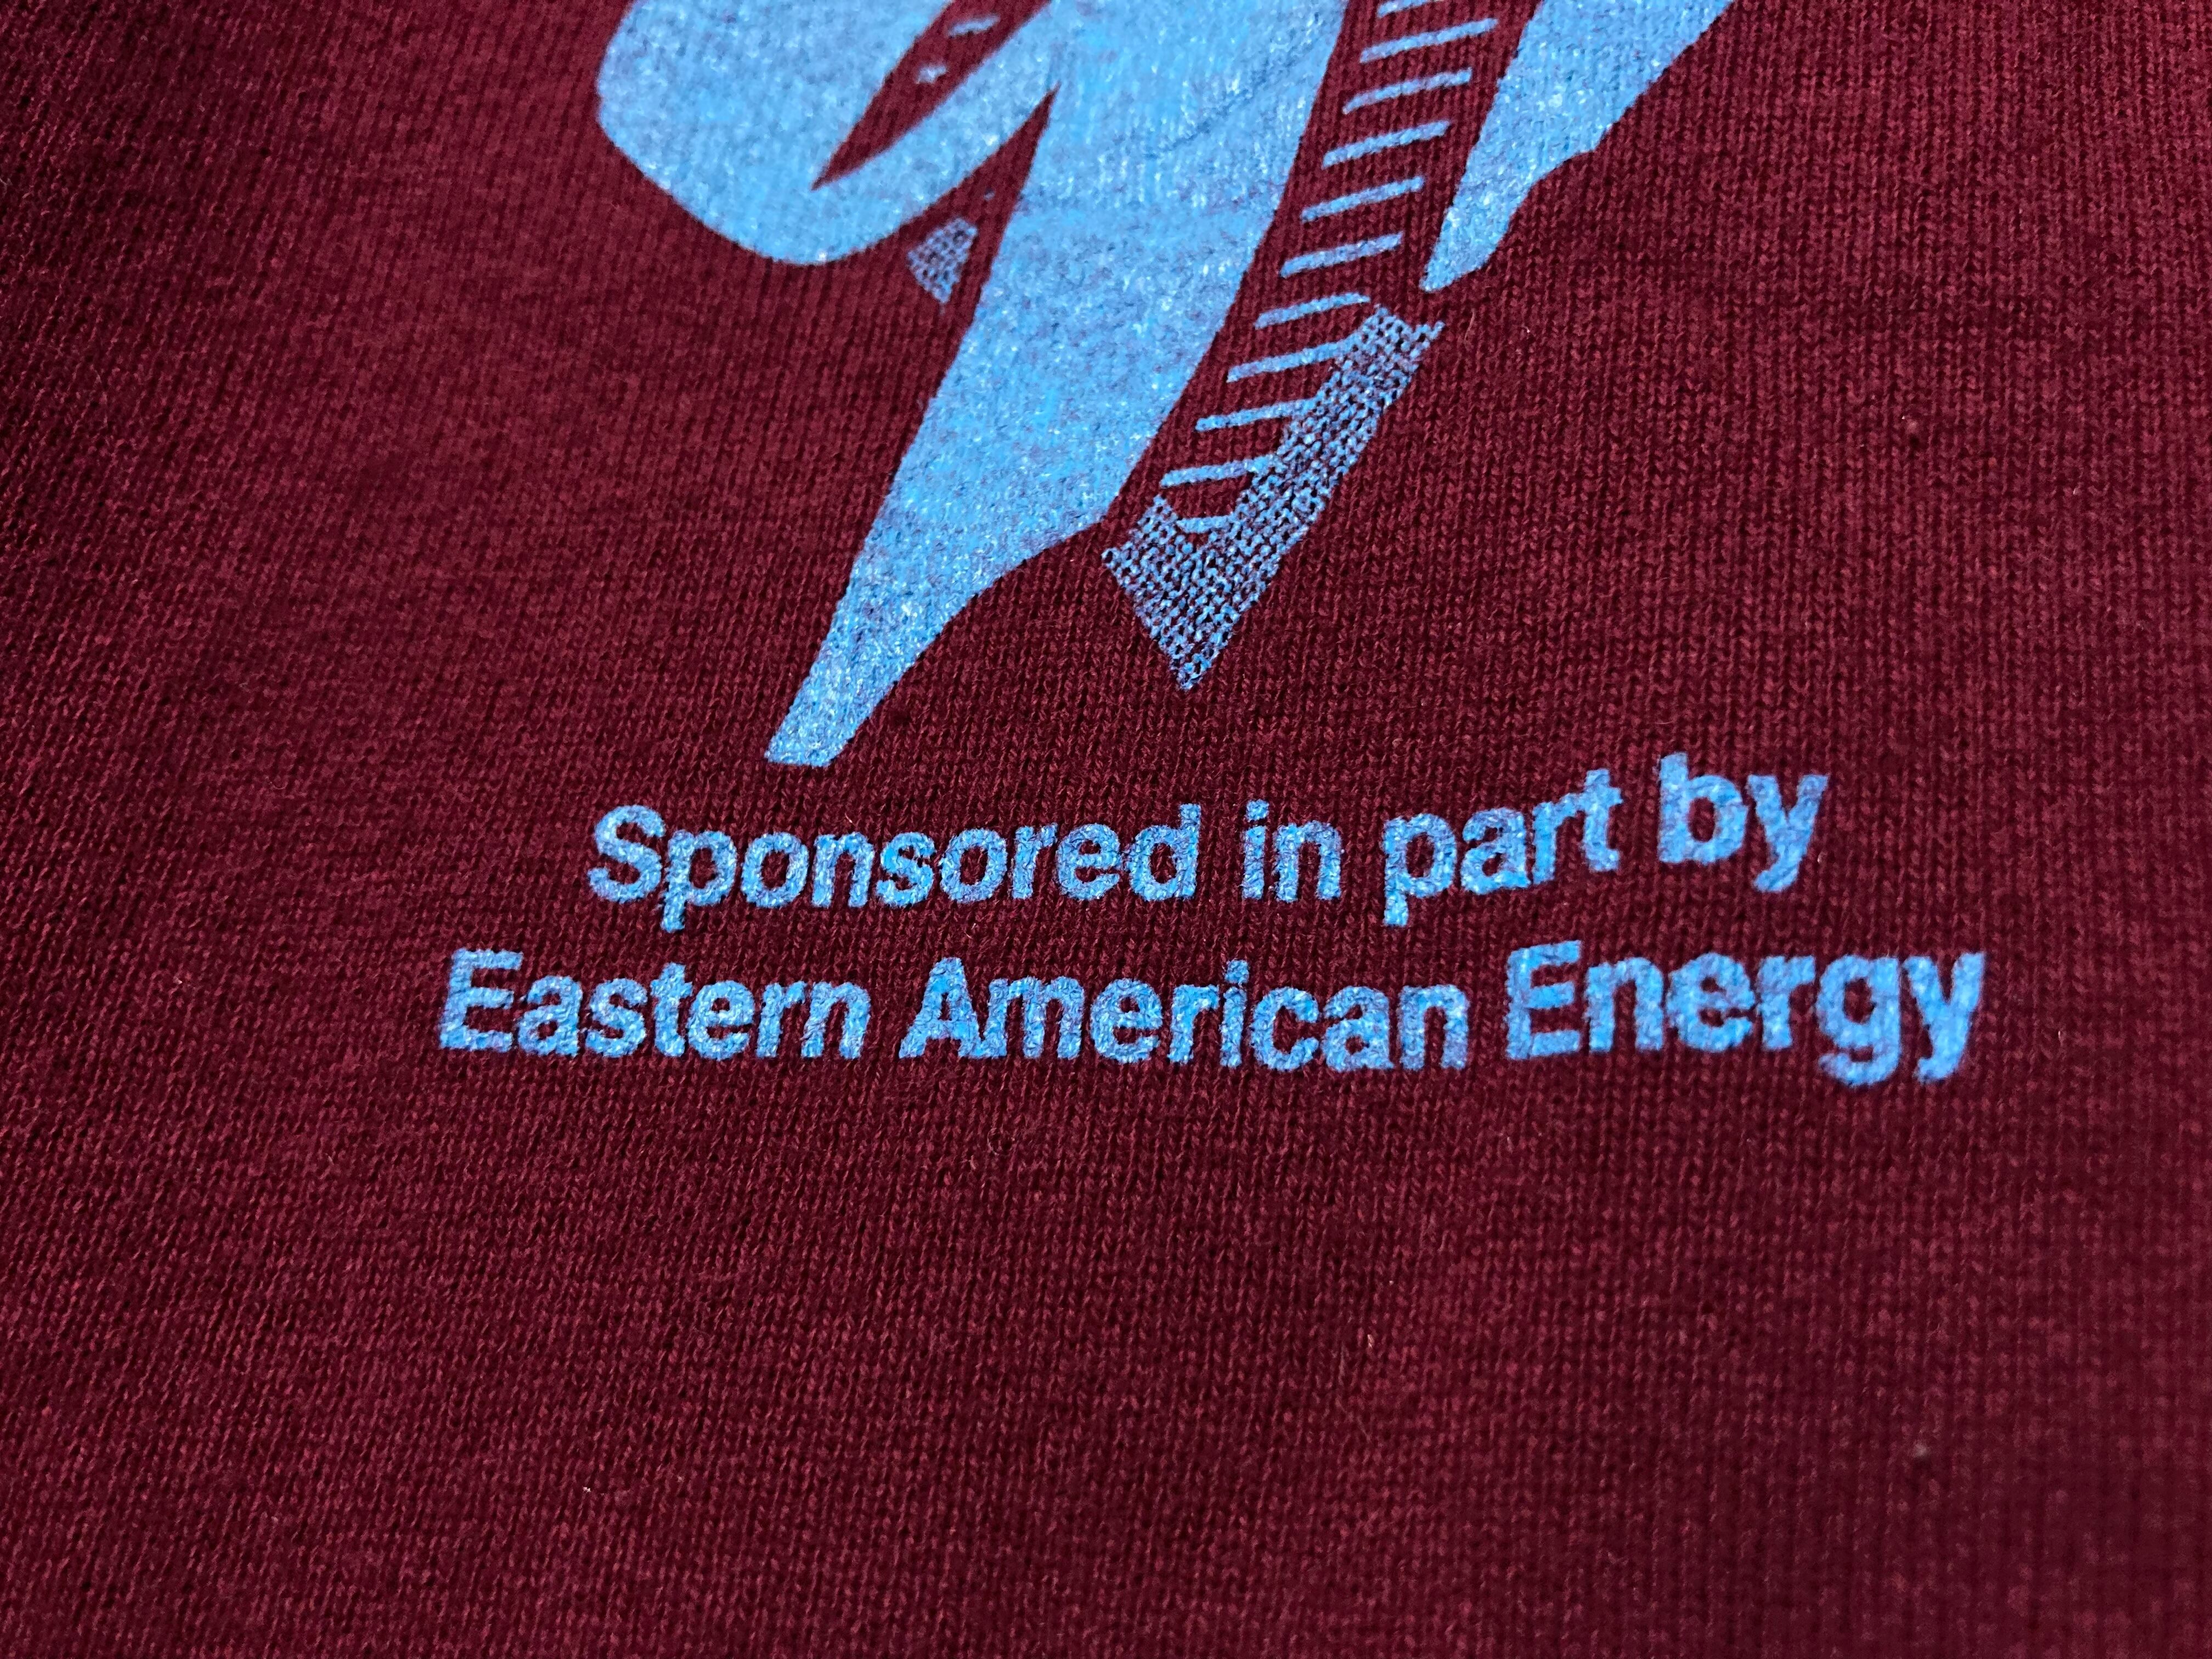 Sponsored in part by
Eastern American Energy